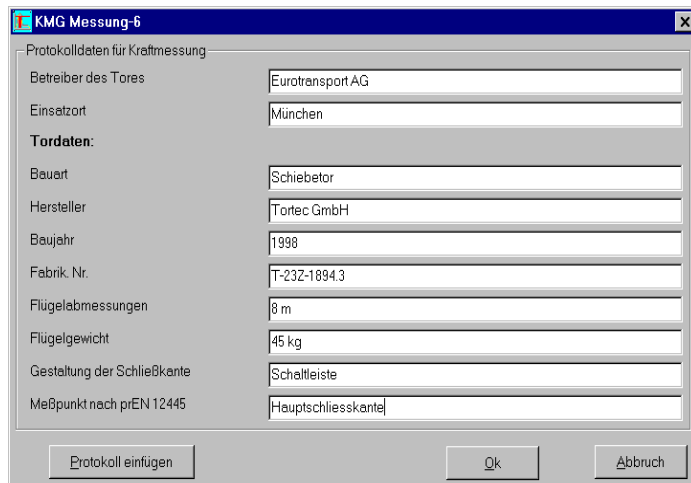 KMG Messung-6
Protokolldaten für Kraftmessung
Betreiber des Tores Eurotransport AG
Einsatzort München
Tordaten:
Bauart Schiebetor
Hersteller Tortec GmbH
Baujahr 1998
Fabrik. Nr. T-23Z-1894.3
Flügelabmessungen 8 m
Flügelgewicht 45 kg
Gestaltung der Schließkante Schaltleiste
Meßpunkt nach prEN 12445 Hauptschliesskante
Protokoll einfügen Ok Abbruch